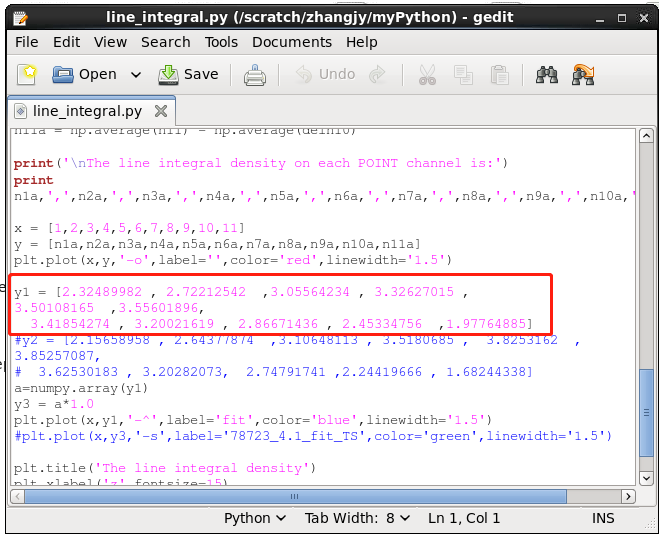 line_integral.py (/scratch/zhangjy/myPython) - gedit
File Edit View Search Tools Documents Help
Open Save Undo
line_integral.py
n11a = np.average(n11) - np.average(deln10)
print('\nThe line integral density on each POINT channel is:')
print
n1a,',',n2a,',',n3a,',',n4a,',',n5a,',',n6a,',',n7a,',',n8a,',',n9a,',',n10a,'
x = [1,2,3,4,5,6,7,8,9,10,11]
y = [n1a,n2a,n3a,n4a,n5a,n6a,n7a,n8a,n9a,n10a,n11a]
plt.plot(x,y,'-o',label='',color='red',linewidth='1.5')
y1 = [2.32489982 , 2.72212542  ,3.05564234 , 3.32627015 ,
3.50108165  ,3.55601896,
  3.41854274 , 3.20021619 , 2.86671436 , 2.45334756  ,1.97764885]
#y2 = [2.15658958 , 2.64377874  ,3.10648113 , 3.5180685 ,  3.8253162  ,
3.85257087,
#  3.62530183 , 3.20282073,  2.74791741 ,2.24419666 , 1.68244338]
a=numpy.array(y1)
y3 = a*1.0
plt.plot(x,y1,'-^',label='fit',color='blue',linewidth='1.5')
#plt.plot(x,y3,'-s',label='78723_4.1_fit_TS',color='green',linewidth='1.5')
plt.title('The line integral density')
plt.xlabel('z',fontsize=15)
Python Tab Width: 8 Ln 1, Col 1 INS